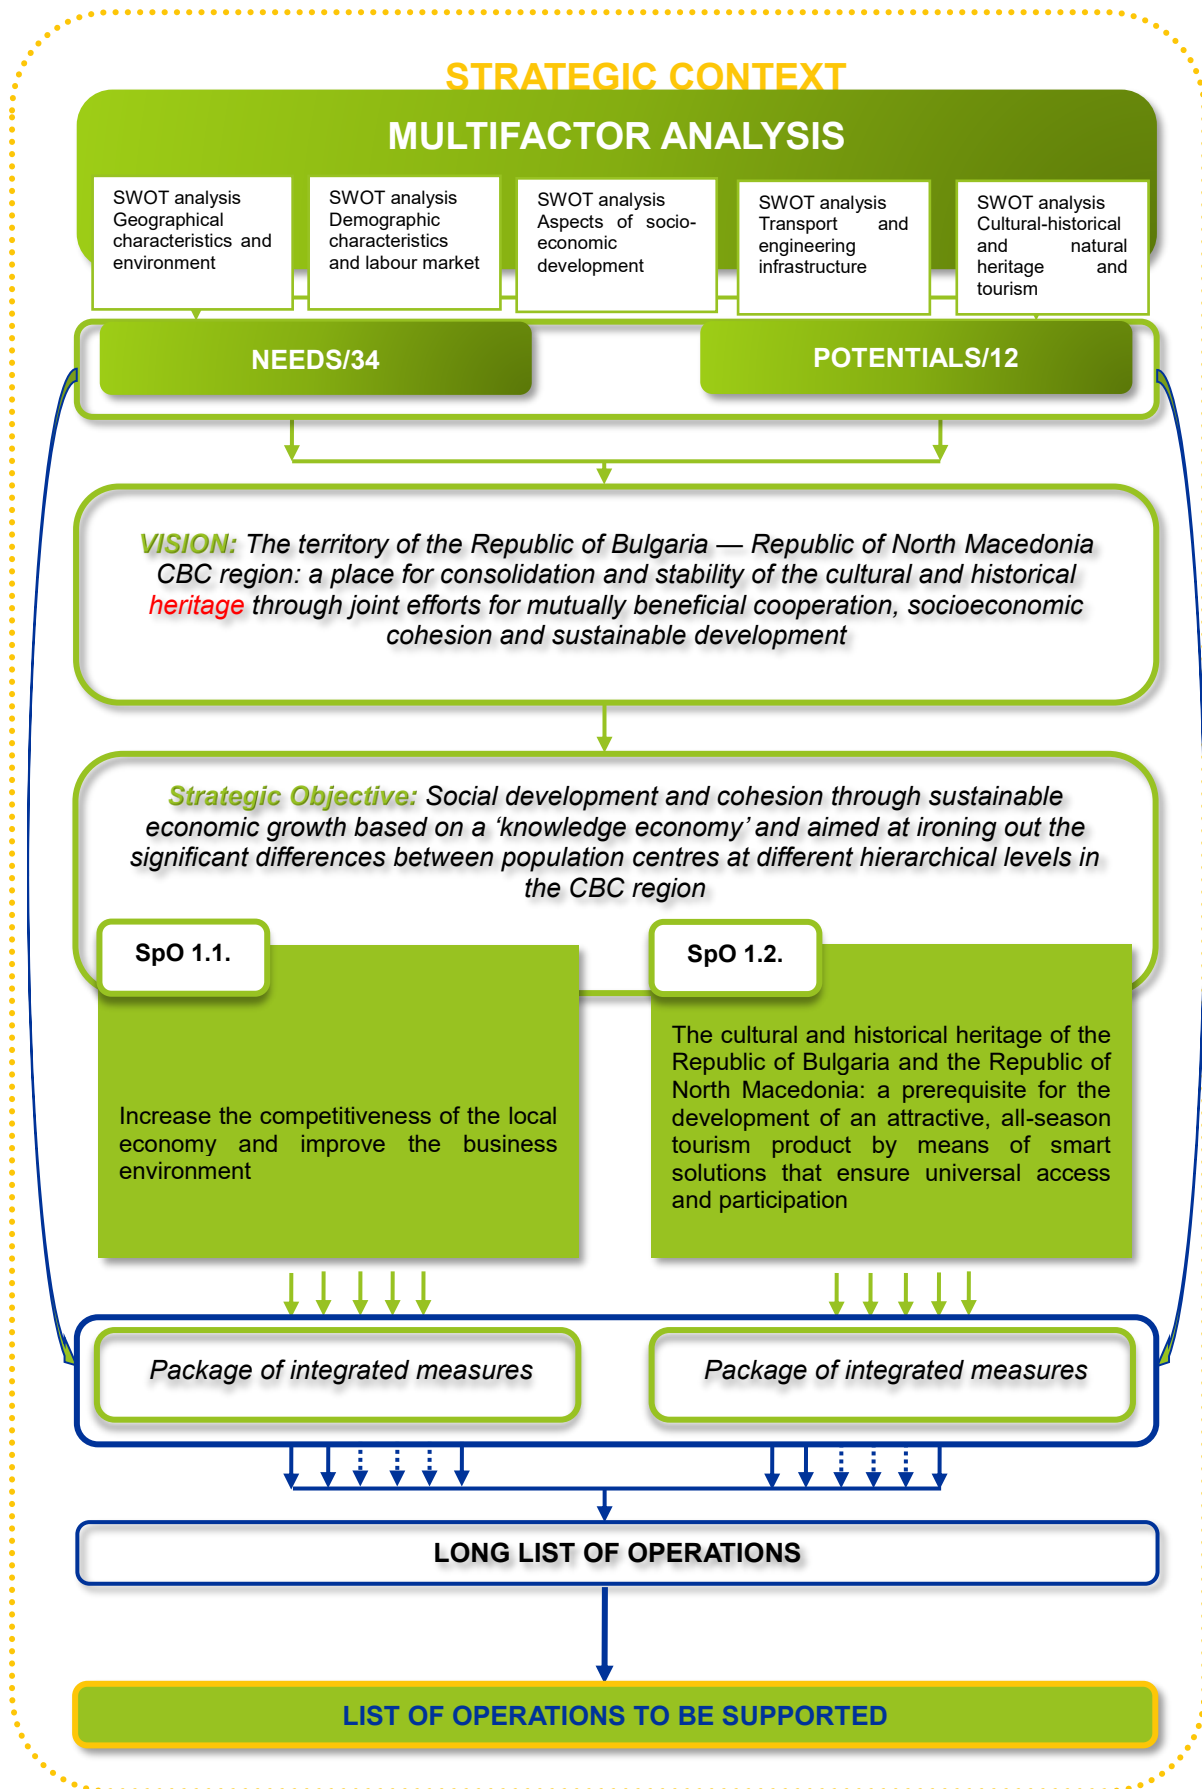 STRATEGIC CONTEXT
MULTIFACTOR ANALYSIS
SWOT analysis
Geographical
characteristics and
environment
SWOT analysis
Demographic
characteristics
and labour market
SWOT analysis
Aspects of socio-
economic
development
SWOT analysis
Transport and
engineering
infrastructure
SWOT analysis
Cultural-historical
and natural
heritage and
tourism
NEEDS/34
POTENTIALS/12
VISION: The territory of the Republic of Bulgaria — Republic of North Macedonia
CBC region: a place for consolidation and stability of the cultural and historical
heritage through joint efforts for mutually beneficial cooperation, socioeconomic
cohesion and sustainable development
Strategic Objective: Social development and cohesion through sustainable
economic growth based on a ‘knowledge economy’ and aimed at ironing out the
significant differences between population centres at different hierarchical levels in
the CBC region
SpO 1.1.
Increase the competitiveness of the local
economy and improve the business
environment
SpO 1.2.
The cultural and historical heritage of the
Republic of Bulgaria and the Republic of
North Macedonia: a prerequisite for the
development of an attractive, all-season
tourism product by means of smart
solutions that ensure universal access
and participation
Package of integrated measures
Package of integrated measures
LONG LIST OF OPERATIONS
LIST OF OPERATIONS TO BE SUPPORTED